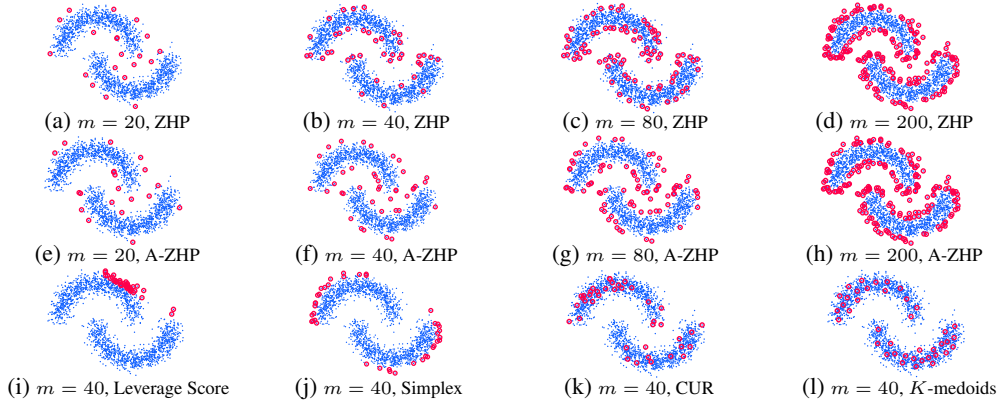 (a) m = 20, ZHP
(b) m = 40, ZHP
(c) m = 80, ZHP
(d) m = 200, ZHP
(e) m = 20, A-ZHP
(f) m = 40, A-ZHP
(g) m = 80, A-ZHP
(h) m = 200, A-ZHP
(i) m = 40, Leverage Score
(j) m = 40, Simplex
(k) m = 40, CUR
(l) m = 40, K-medoids